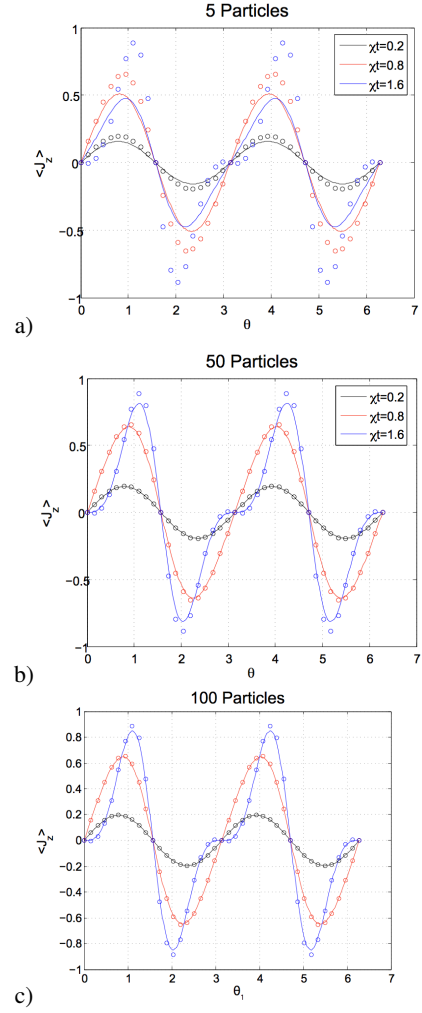 5 Particles
1
0.5
0
−0.5
−1
0 1 2 3 4 5 6 7
<J_z>
θ
χt=0.2
χt=0.8
χt=1.6
a)
50 Particles
1
0.5
0
−0.5
−1
0 1 2 3 4 5 6 7
<J_z>
θ
χt=0.2
χt=0.8
χt=1.6
b)
100 Particles
1
0.8
0.6
0.4
0.2
0
−0.2
−0.4
−0.6
−0.8
−1
0 1 2 3 4 5 6 7
<J_z>
θ₁
c)